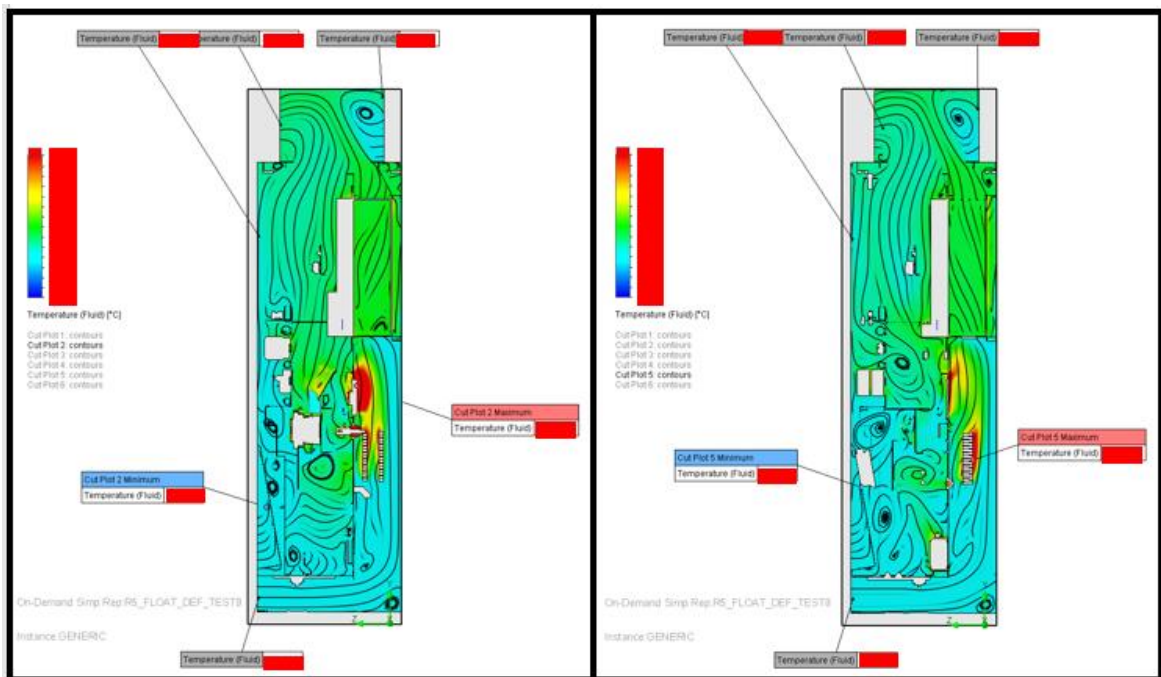 Temperature (Fluid)
perature (Fluid)
Temperature (Fluid)
Temperature (Fluid) [°C]
Cut Plot 1: contours
Cut Plot 2: contours
Cut Plot 3: contours
Cut Plot 4: contours
Cut Plot 5: contours
Cut Plot 6: contours
Cut Plot 2 Maximum
Temperature (Fluid)
Cut Plot 2 Minimum
Temperature (Fluid)
On-Demand Simp Rep:R5_FLOAT_DEF_TEST8
Instance:GENERIC
Z
Temperature (Fluid)
Temperature (Fluid)
Temperature (Fluid)
Temperature (Fluid)
Temperature (Fluid) [°C]
Cut Plot 1: contours
Cut Plot 2: contours
Cut Plot 3: contours
Cut Plot 4: contours
Cut Plot 5: contours
Cut Plot 6: contours
Cut Plot 5 Maximum
Temperature (Fluid)
Cut Plot 5 Minimum
Temperature (Fluid)
On-Demand Simp Rep:R5_FLOAT_DEF_TEST8
Instance:GENERIC
Z
Temperature (Fluid)